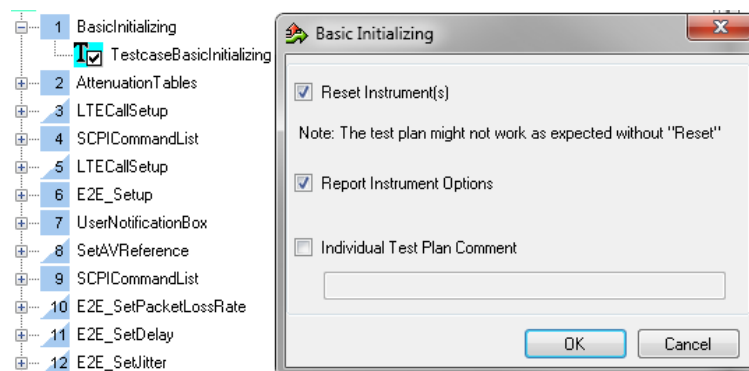 1 BasicInitializing
TestcaseBasicInitializing
2 AttenuationTables
3 LTECallSetup
4 SCPICommandList
5 LTECallSetup
6 E2E_Setup
7 UserNotificationBox
8 SetAVReference
9 SCPICommandList
10 E2E_SetPacketLossRate
11 E2E_SetDelay
12 E2E_SetJitter
Basic Initializing
Reset Instrument(s)
Note: The test plan might not work as expected without "Reset"
Report Instrument Options
Individual Test Plan Comment
OK
Cancel